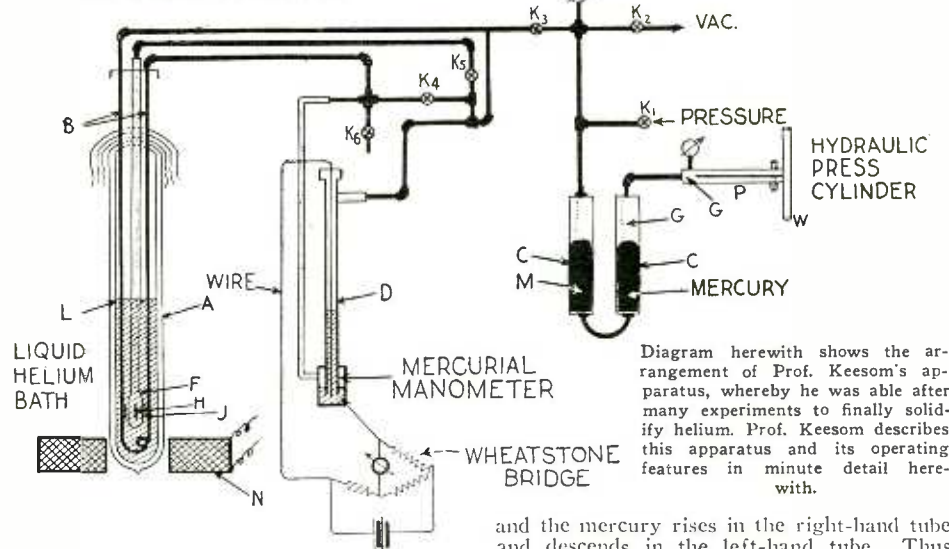 K3
K2
VAC.
K5
K4
K1
PRESSURE
B
K6
HYDRAULIC
PRESS
CYLINDER
P
G
G
W
C
C
M
MERCURY
WIRE
D
L
A
LIQUID
HELIUM
BATH
F
H
J
MERCURIAL
MANOMETER
N
WHEATSTONE
BRIDGE
Diagram herewith shows the ar-
rangement of Prof. Keesom's ap-
paratus, whereby he was able after
many experiments to finally solid-
ify helium. Prof. Keesom describes
this apparatus and its operating
features in minute detail here-
with.
and the mercury rises in the right-hand tube
and descends in the left-hand tube. Thus